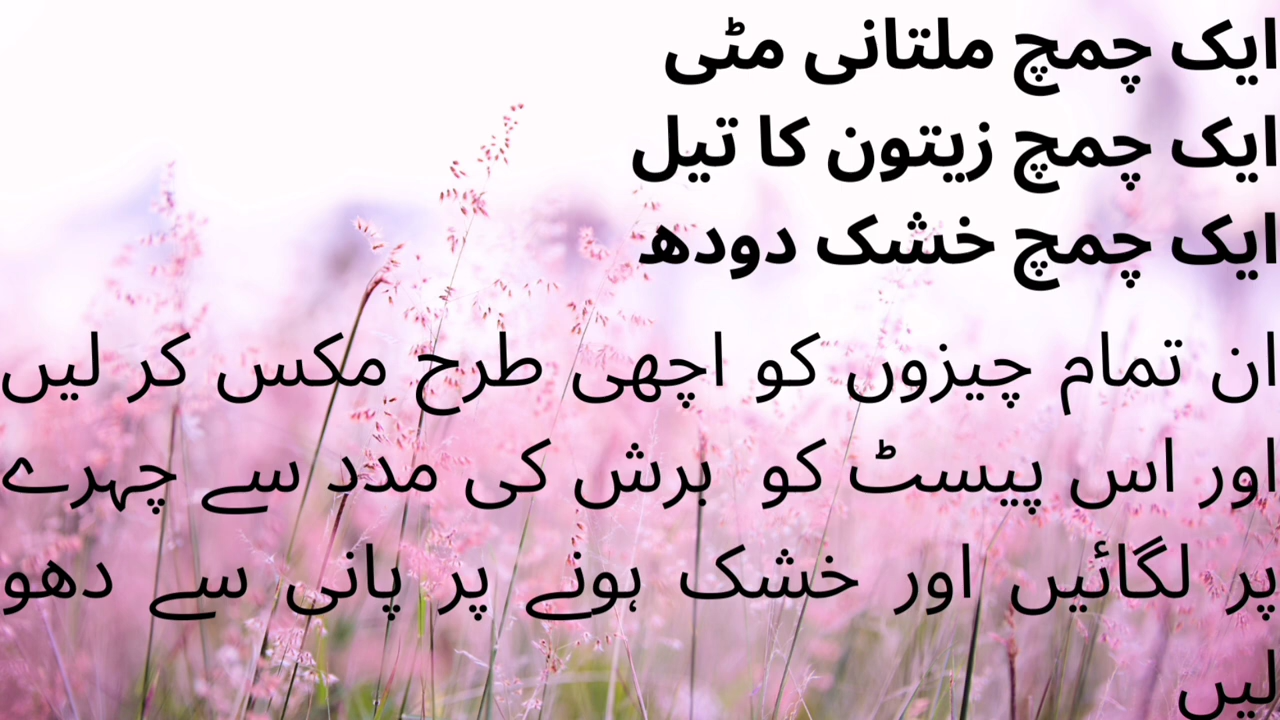 ایک چمچ ملتانی مٹی
ایک چمچ زیتون کا تیل
ایک چمچ خشک دودھ
ان تمام چیزوں کو اچھی طرح مکس کر لیں
اور اس پیسٹ کو برش کی مدد سے چہرے
پر لگائیں اور خشک ہونے پر پانی سے دھو
لیں